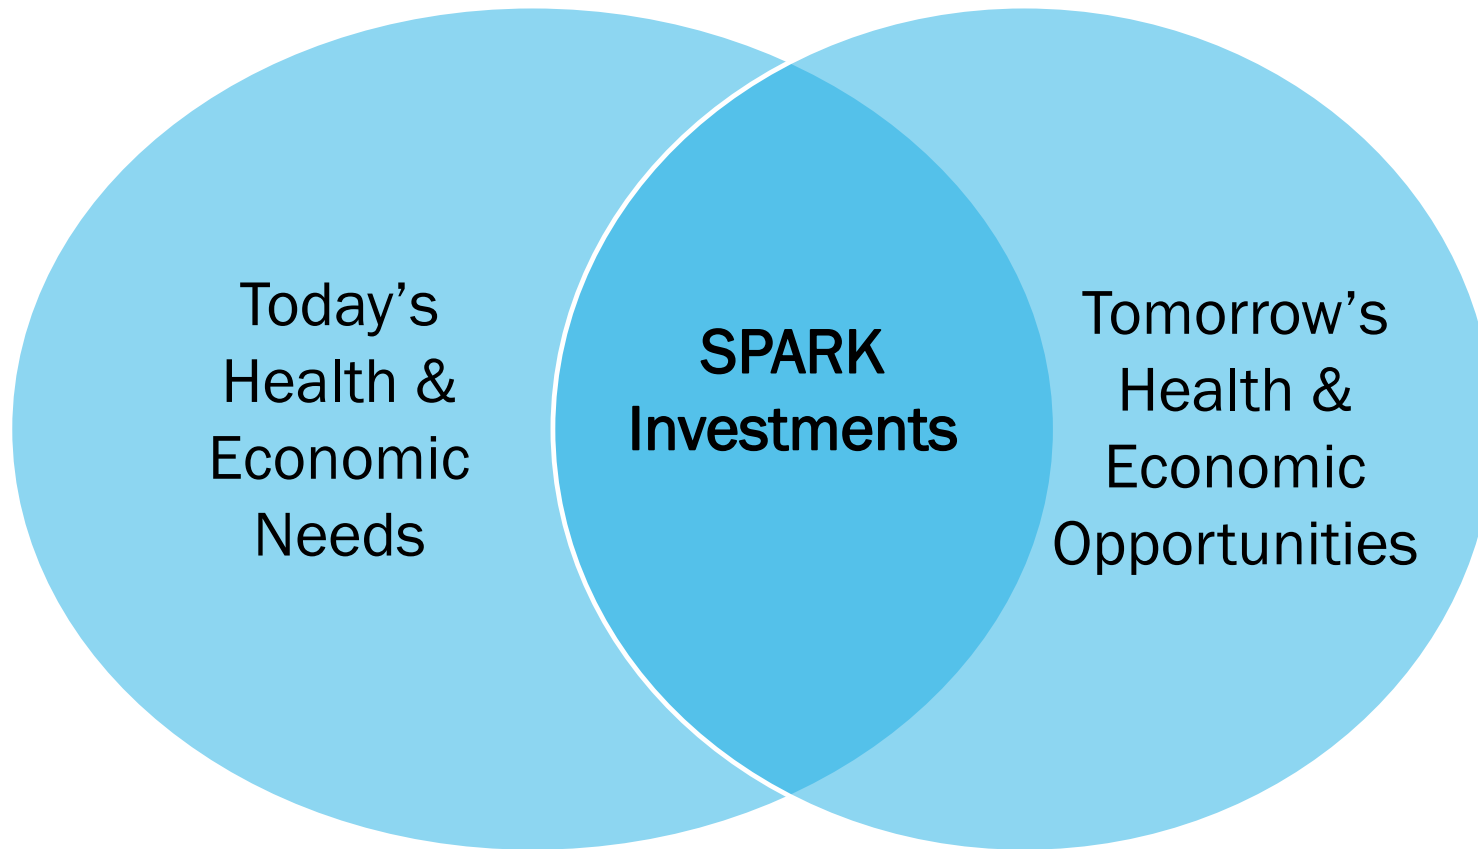 Today’s
Health &
Economic
Needs
SPARK
Investments
Tomorrow’s
Health &
Economic
Opportunities